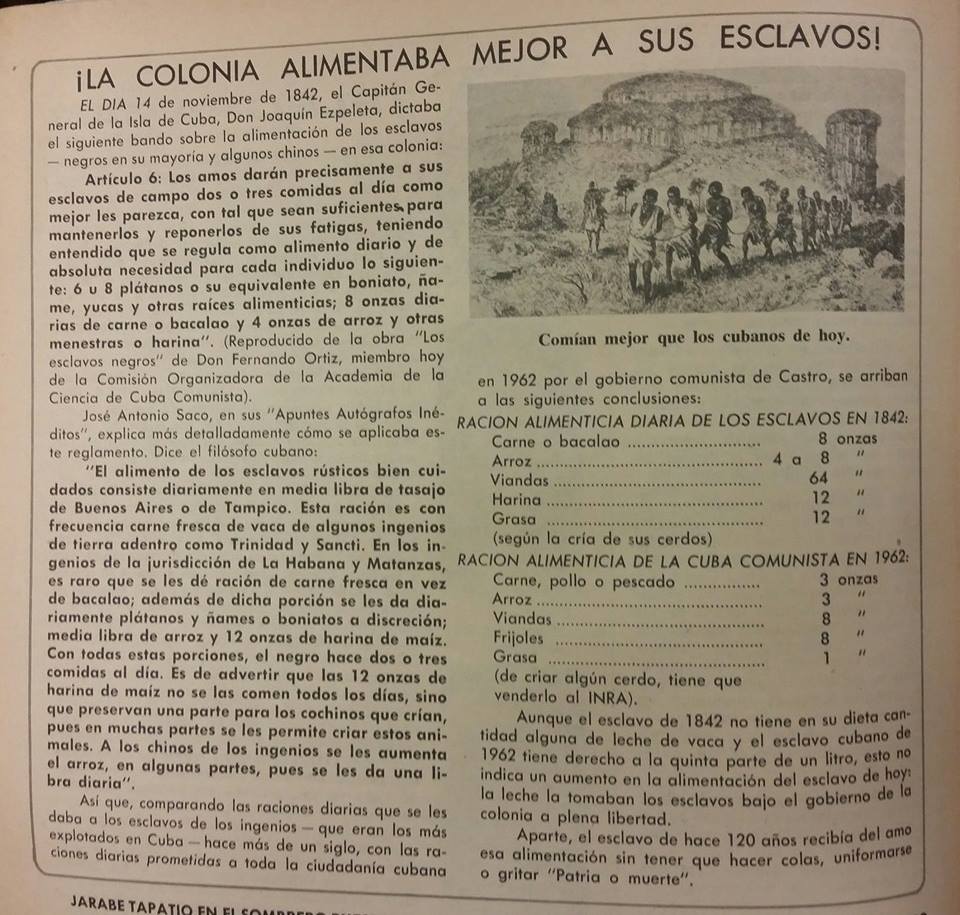 ¡LA COLONIA ALIMENTABA MEJOR A SUS ESCLAVOS!
EL DIA 14 de noviembre de 1842, el Capitán Ge-
neral de la Isla de Cuba, Don Joaquín Ezpeleta, dictaba
el siguiente bando sobre la alimentación de los esclavos
— negros en su mayoría y algunos chinos — en esa colonia:
Artículo 6: Los amos darán precisamente a sus
esclavos de campo dos o tres comidas al día como
mejor les parezca, con tal que sean suficientes para
mantenerlos y reponerlos de sus fatigas, teniendo
entendido que se regula como alimento diario y de
absoluta necesidad para cada individuo lo siguien-
te: 6 u 8 plátanos o su equivalente en boniato, ña-
me, yucas y otras raíces alimenticias; 8 onzas dia-
rias de carne o bacalao y 4 onzas de arroz y otras
menestras o harina". (Reproducido de la obra "Los
esclavos negros" de Don Fernando Ortiz, miembro hoy
de la Comisión Organizadora de la Academia de la
Ciencia de Cuba Comunista).
José Antonio Saco, en sus "Apuntes Autógrafos Iné-
ditos", explica más detalladamente cómo se aplicaba es-
te reglamento. Dice el filósofo cubano:
"El alimento de los esclavos rústicos bien cui-
dados consiste diariamente en media libra de tasajo
de Buenos Aires o de Tampico. Esta ración es con
frecuencia carne fresca de vaca de algunos ingenios
de tierra adentro como Trinidad y Sancti. En los in-
genios de la jurisdicción de La Habana y Matanzas,
es raro que se les dé ración de carne fresca en vez
de bacalao; además de dicha porción se les da dia-
riamente plátanos y ñames o boniatos a discreción;
media libra de arroz y 12 onzas de harina de maíz.
Con todas estas porciones, el negro hace dos o tres
comidas al día. Es de advertir que las 12 onzas de
harina de maíz no se las comen todos los días, sino
que preservan una parte para los cochinos que crían,
pues en muchas partes se les permite criar estos ani-
males. A los chinos de los ingenios se les aumenta
el arroz, en algunas partes, pues se les da una li-
bra diaria".
Así que, comparando las raciones diarias que se les
daba a los esclavos de los ingenios — que eran los más
explotados en Cuba — hace más de un siglo, con las ra-
ciones diarias prometidas a toda la ciudadanía cubana
Comían mejor que los cubanos de hoy.
en 1962 por el gobierno comunista de Castro, se arriban
a las siguientes conclusiones:
RACION ALIMENTICIA DIARIA DE LOS ESCLAVOS EN 1842:
Carne o bacalao ........................... 8 onzas
Arroz ............................................. 4 a 8 "
Viandas .......................................... 64 "
Harina ............................................ 12 "
Grasa ............................................. 12 "
(según la cría de sus cerdos)
RACION ALIMENTICIA DE LA CUBA COMUNISTA EN 1962:
Carne, pollo o pescado ................ 3 onzas
Arroz .............................................. 3 "
Viandas ........................................... 8 "
Frijoles ........................................... 8 "
Grasa .............................................. 1 "
(de criar algún cerdo, tiene que
venderlo al INRA).
Aunque el esclavo de 1842 no tiene en su dieta can-
tidad alguna de leche de vaca y el esclavo cubano de
1962 tiene derecho a la quinta parte de un litro, esto no
indica un aumento en la alimentación del esclavo de hoy:
la leche la tomaban los esclavos bajo el gobierno de la
colonia a plena libertad.
Aparte, el esclavo de hace 120 años recibía del amo
esa alimentación sin tener que hacer colas, uniformarse
o gritar "Patria o muerte".
JARABE TAPATIO EN EL SOMBRERO